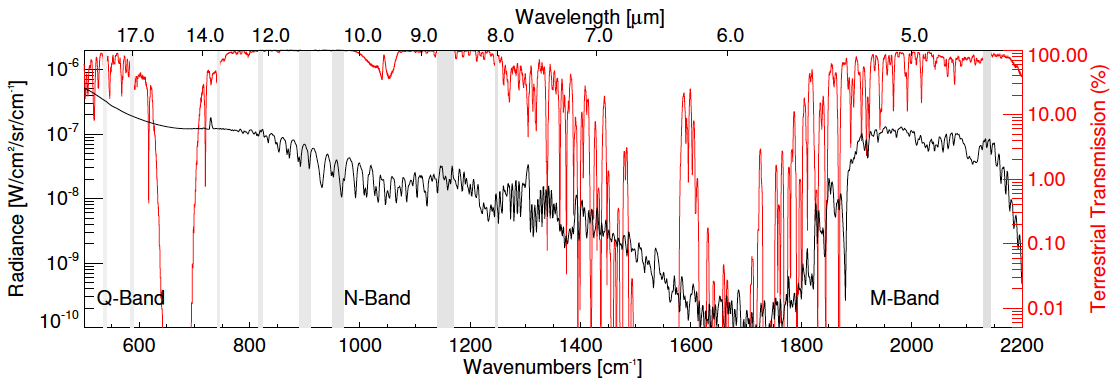 Wavelength [μm]
17.0 14.0 12.0 10.0 9.0 8.0 7.0 6.0 5.0
Radiance [W/cm²/sr/cm⁻¹]
10⁻⁶
10⁻⁷
10⁻⁸
10⁻⁹
10⁻¹⁰
100.00
10.00
1.00
0.10
0.01
Terrestrial Transmission (%)
Q-Band N-Band M-Band
600 800 1000 1200 1400 1600 1800 2000 2200
Wavenumbers [cm⁻¹]